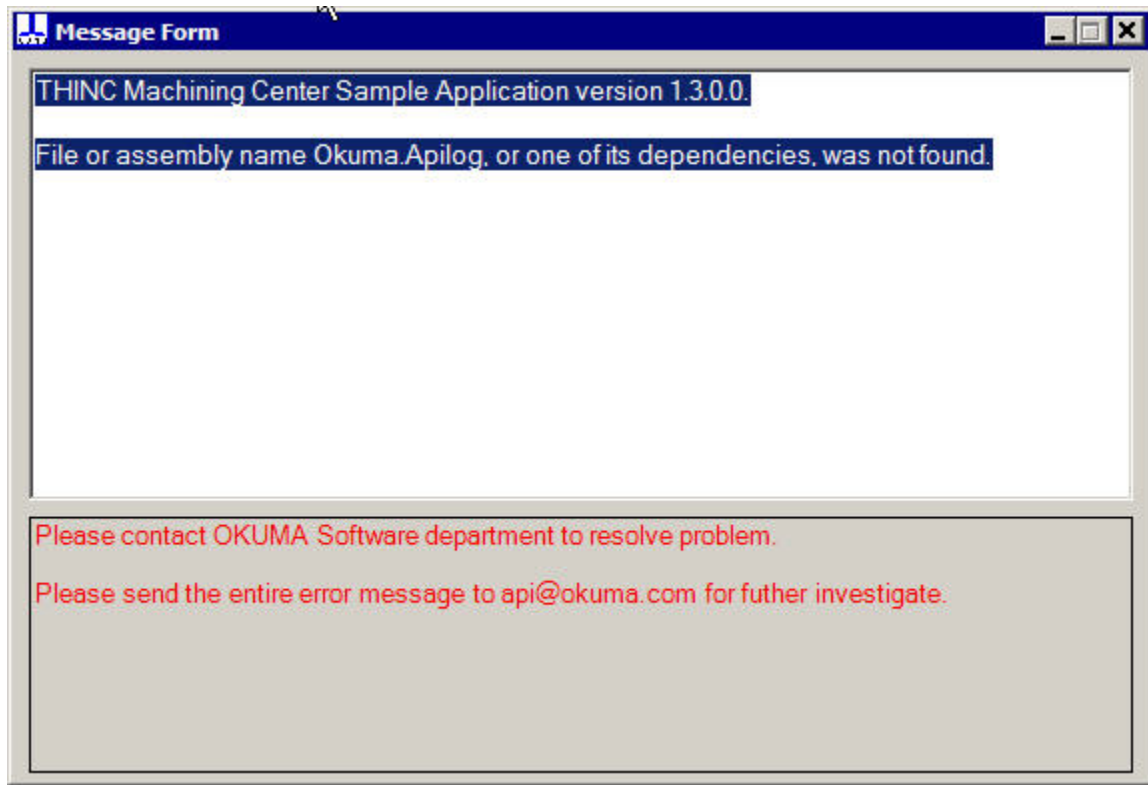 Message Form
THINC Machining Center Sample Application version 1.3.0.0.
File or assembly name Okuma.Apilog, or one of its dependencies, was not found.
Please contact OKUMA Software department to resolve problem.
Please send the entire error message to api@okuma.com for futher investigate.